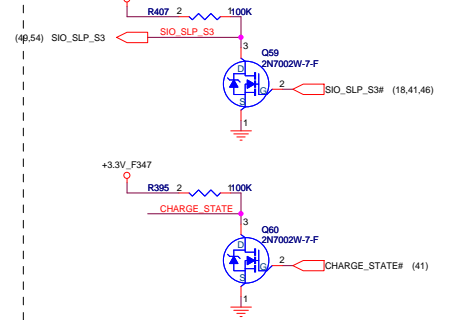 R407 2 1 100K
(49,54) SIO_SLP_S3 SIO_SLP_S3
3
Q59
2N7002W-7-F
D
G 2 SIO_SLP_S3# (18,41,46)
S
1
+3.3V_F347
R395 2 1 100K
CHARGE_STATE
3
Q60
2N7002W-7-F
D
G 2 CHARGE_STATE# (41)
S
1